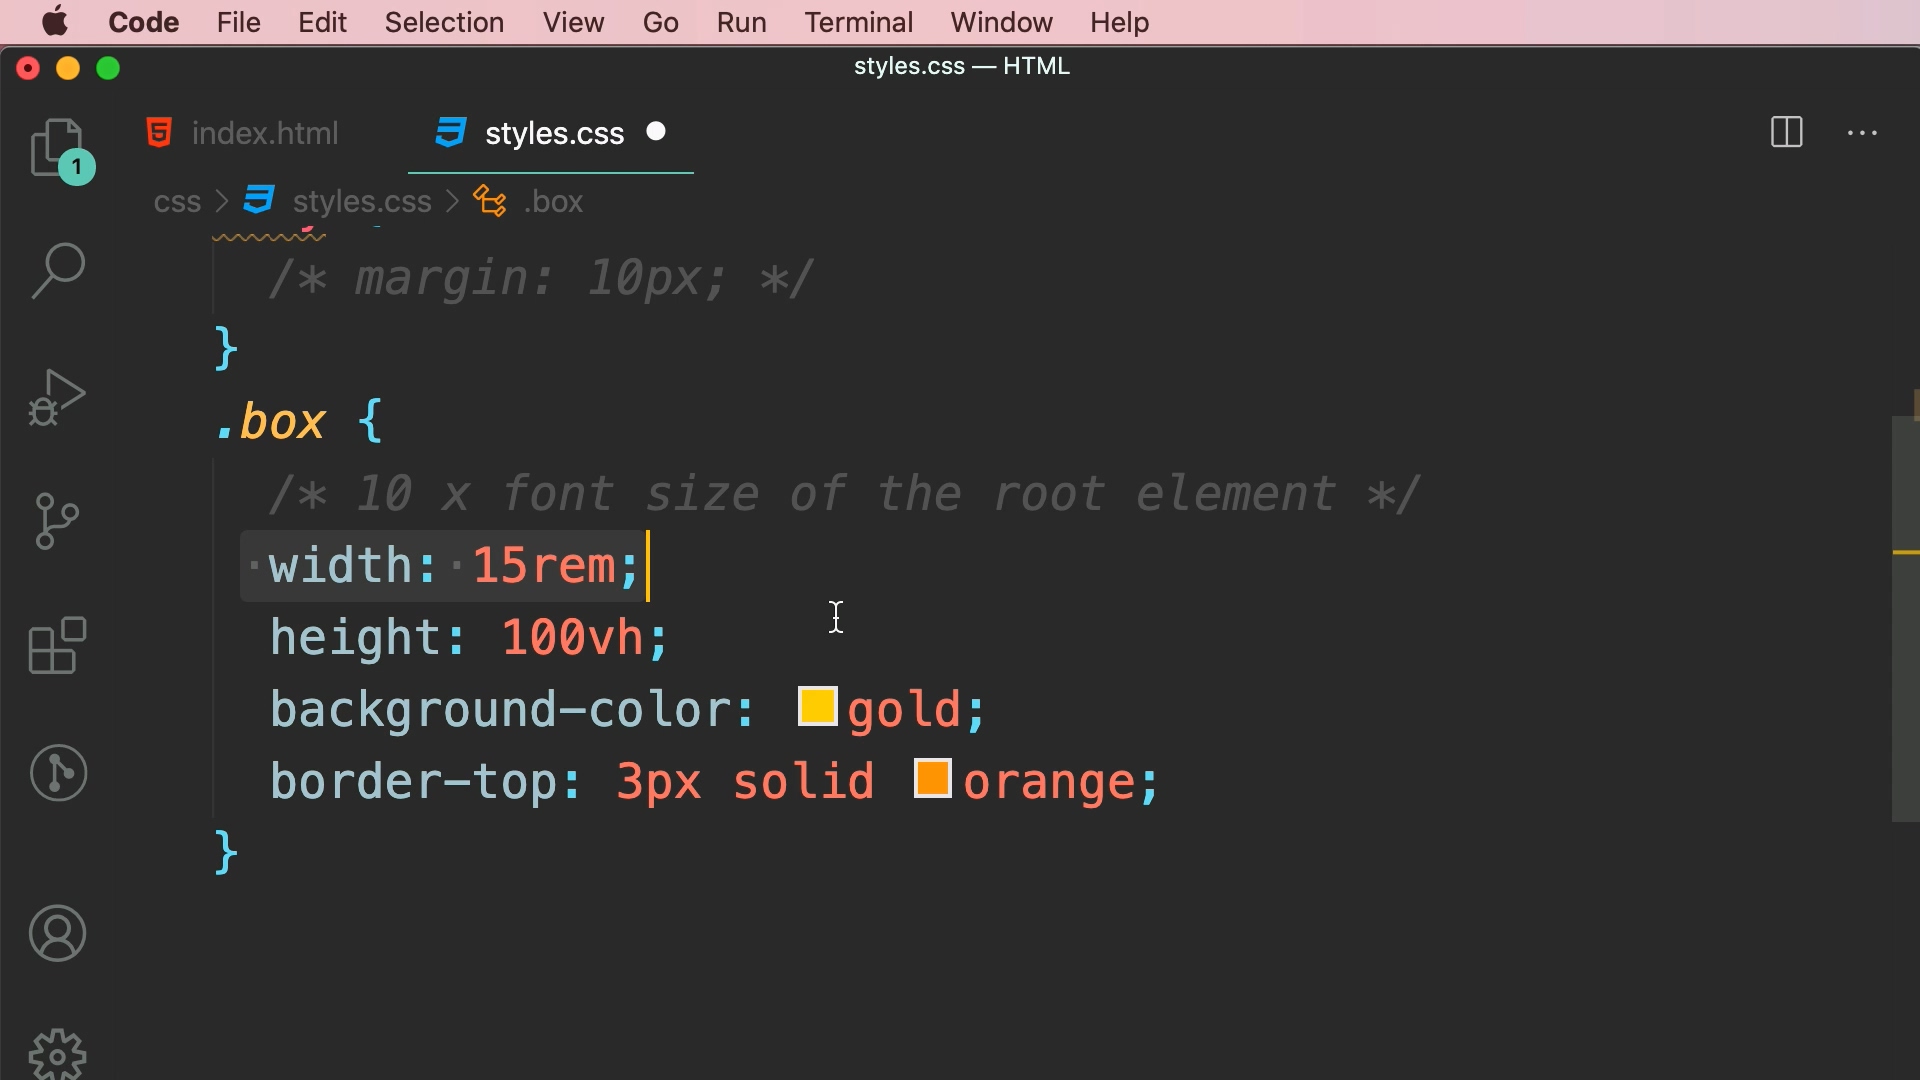 Code File Edit Selection View Go Run Terminal Window Help
styles.css — HTML
index.html styles.css
css > styles.css > .box
1
/* margin: 10px; */
}
.box {
/* 10 x font size of the root element */
width: 15rem;
height: 100vh;
background-color: gold;
border-top: 3px solid orange;
}